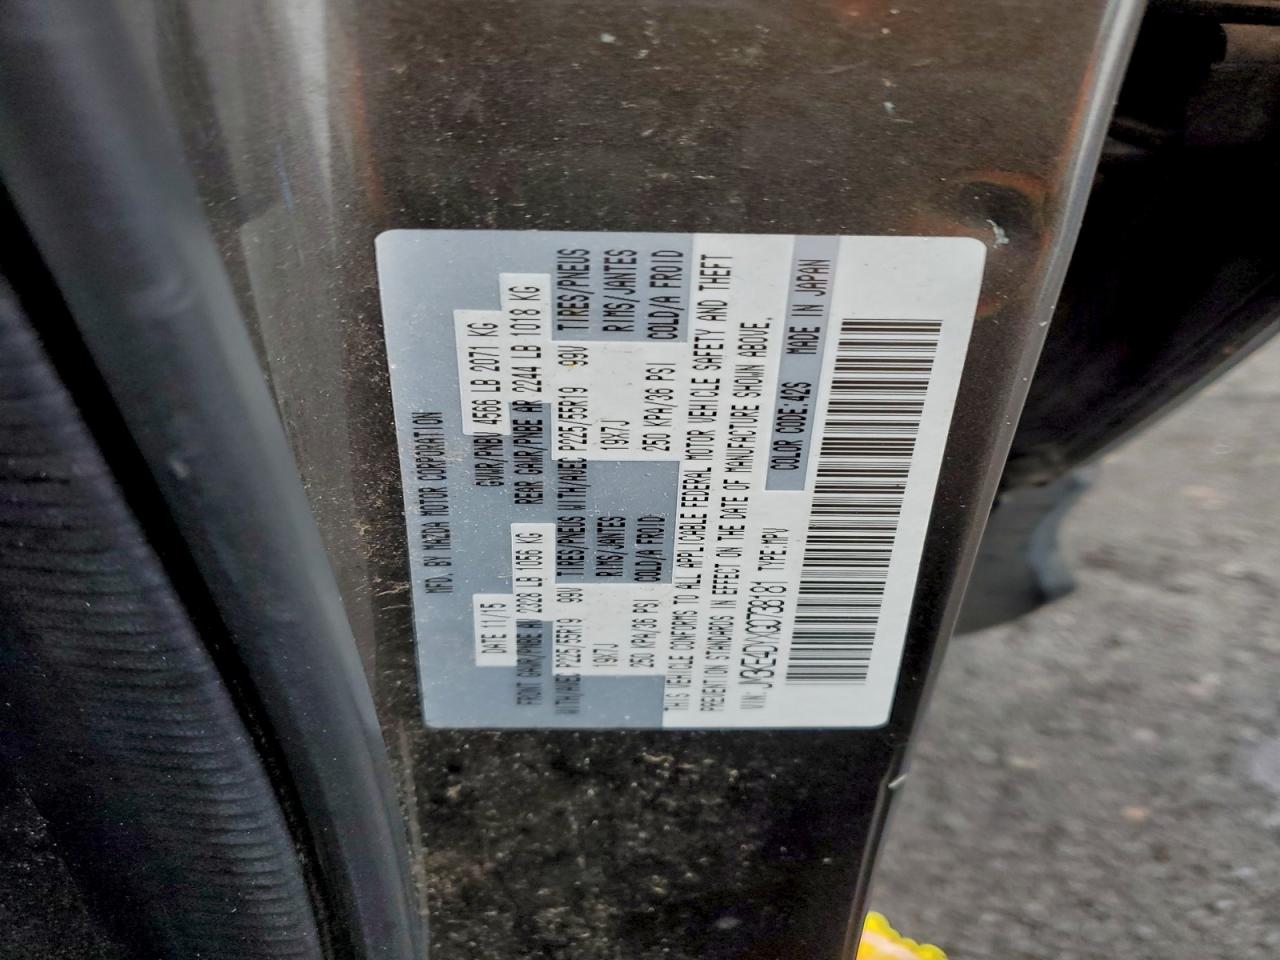 MFD. BY MAZDA MOTOR CORPORATION
DATE 11/15
GVWR/PNBV 4566 LB 2071 KG
FRONT GAWR/PNBE AV 2328 LB 1056 KG
REAR GAWR/PNBE AR 2244 LB 1018 KG
WITH/AVEC P225/55R19 99V TIRES/PNEUS WITH/AVEC P225/55R19 99V TIRES/PNEUS
19X7J RIMS/JANTES 19X7J RIMS/JANTES
250 KPA/36 PSI COLD/A FROID 250 KPA/36 PSI COLD/A FROID
THIS VEHICLE CONFORMS TO ALL APPLICABLE FEDERAL MOTOR VEHICLE SAFETY AND THEFT
PREVENTION STANDARDS IN EFFECT ON THE DATE OF MANUFACTURE SHOWN ABOVE.
VIN: TYPE:MPV
COLOR CODE:42S MADE IN JAPAN